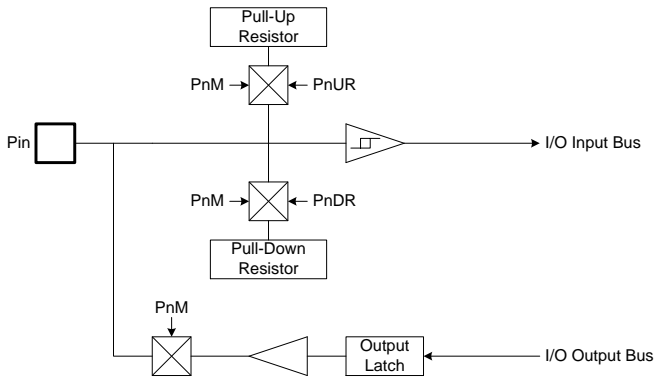 Pull-Up
Resistor
PnM
PnUR
Pin
I/O Input Bus
PnM
PnDR
Pull-Down
Resistor
PnM
Output
Latch
I/O Output Bus